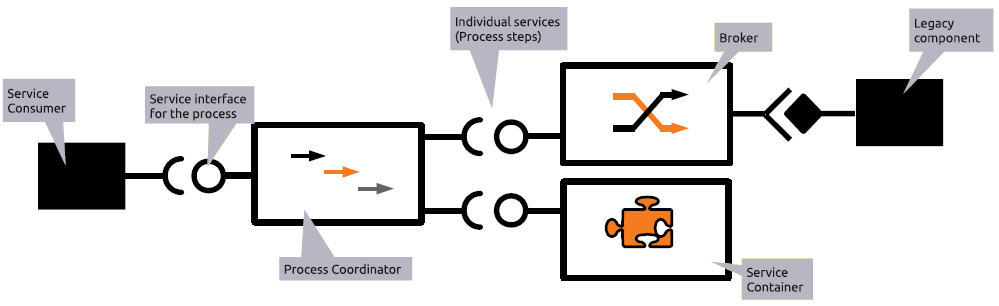 Service
Consumer
Service interface
for the process
Process Coordinator
Individual services
(Process steps)
Broker
Legacy
component
Service
Container